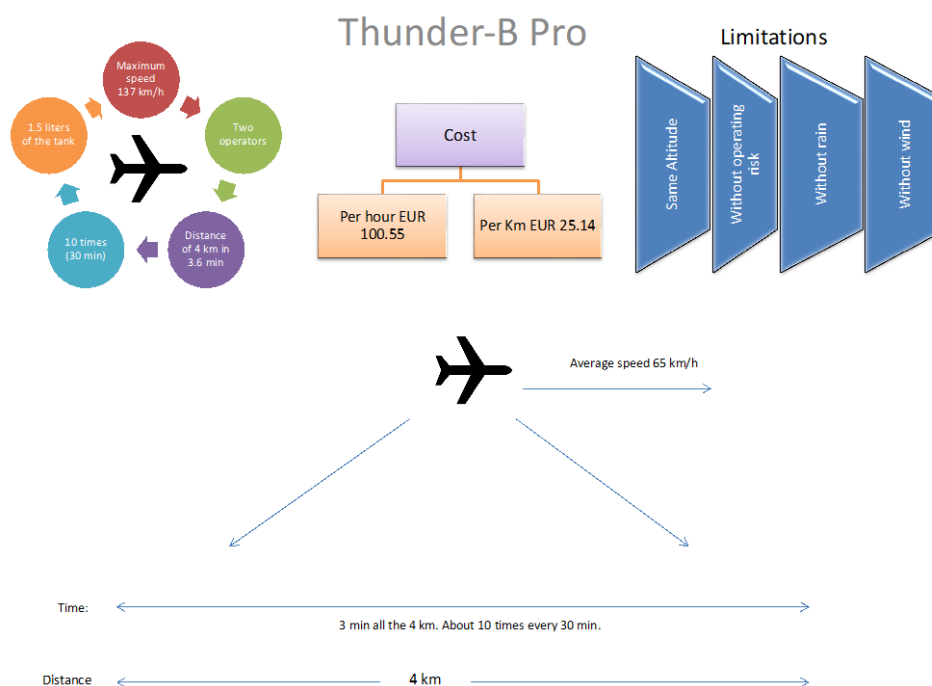 Thunder-B Pro
Maximum
speed
137 km/h
Two
operators
Distance
of 4 km in
3.6 min
10 times
(30 min)
1.5 liters
of the tank
Cost
Per hour EUR
100.55
Per Km EUR 25.14
Limitations
Same Altitude
Without operating
risk
Without rain
Without wind
Average speed 65 km/h
Time:
3 min all the 4 km. About 10 times every 30 min.
Distance
4 km